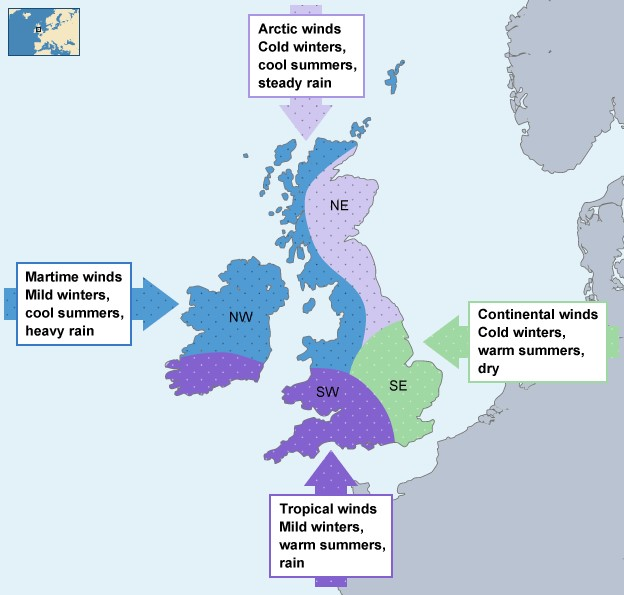 Arctic winds
Cold winters,
cool summers,
steady rain
NE
Martime winds
Mild winters,
cool summers,
heavy rain
NW
Continental winds
Cold winters,
warm summers,
dry
SW
SE
Tropical winds
Mild winters,
warm summers,
rain